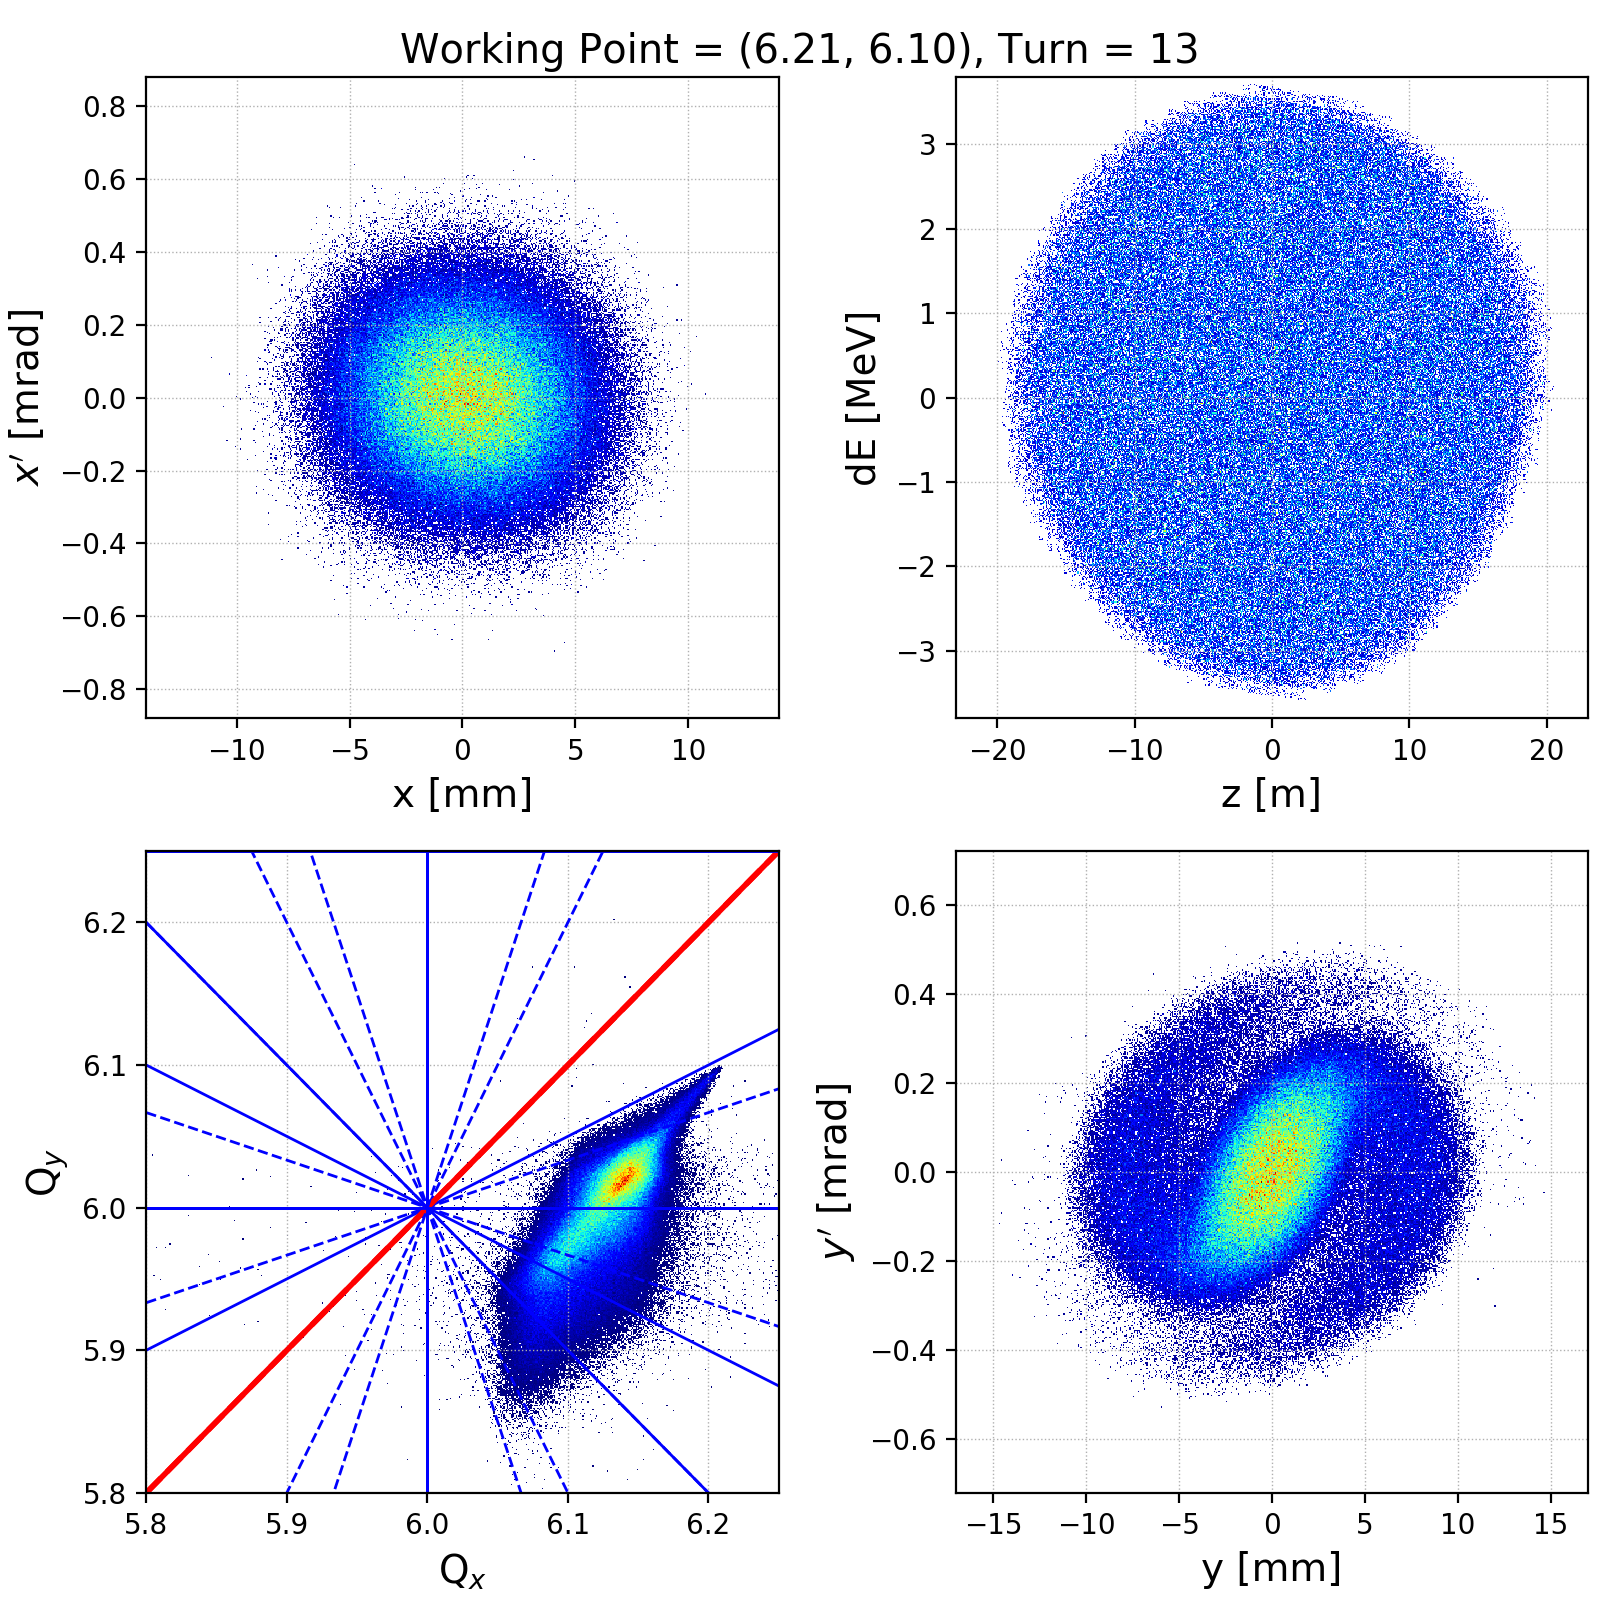 Working Point = (6.21, 6.10), Turn = 13
0.8
0.6
0.4
0.2
0.0
−0.2
−0.4
−0.6
−0.8
x′ [mrad]
−10 −5 0 5 10
x [mm]
3
2
1
0
−1
−2
−3
dE [MeV]
−20 −10 0 10 20
z [m]
6.2
6.1
6.0
5.9
5.8
Qy
5.8 5.9 6.0 6.1 6.2
Qx
0.6
0.4
0.2
0.0
−0.2
−0.4
−0.6
y′ [mrad]
−15 −10 −5 0 5 10 15
y [mm]